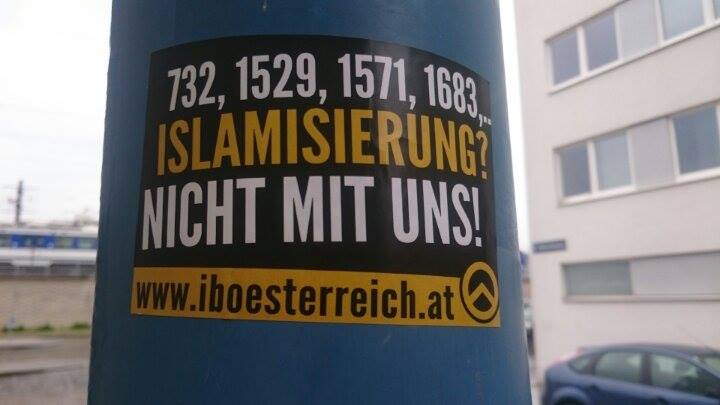 732, 1529, 1571, 1683,..
ISLAMISIERUNG?
NICHT MIT UNS!
www.iboesterreich.at